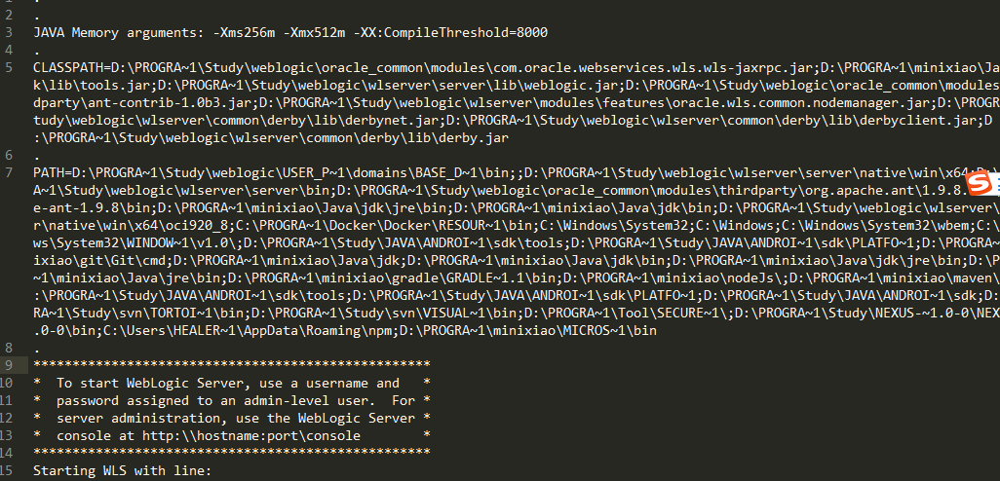 2 .
3 JAVA Memory arguments: -Xms256m -Xmx512m -XX:CompileThreshold=8000
4 .
5 CLASSPATH=D:\PROGRA~1\Study\weblogic\oracle_common\modules\com.oracle.webservices.wls.wls-jaxrpc.jar;D:\PROGRA~1\minixiao\Ja
k\lib\tools.jar;D:\PROGRA~1\Study\weblogic\wlserver\server\lib\weblogic.jar;D:\PROGRA~1\Study\weblogic\oracle_common\modules
dparty\ant-contrib-1.0b3.jar;D:\PROGRA~1\Study\weblogic\wlserver\modules\features\oracle.wls.common.nodemanager.jar;D:\PROGR
tudy\weblogic\wlserver\common\derby\lib\derbynet.jar;D:\PROGRA~1\Study\weblogic\wlserver\common\derby\lib\derbyclient.jar;D
:\PROGRA~1\Study\weblogic\wlserver\common\derby\lib\derby.jar
6 .
7 PATH=D:\PROGRA~1\Study\weblogic\USER_P~1\domains\BASE_D~1\bin;;D:\PROGRA~1\Study\weblogic\wlserver\server\native\win\x64;D:\
A~1\Study\weblogic\wlserver\server\bin;D:\PROGRA~1\Study\weblogic\oracle_common\modules\thirdparty\org.apache.ant\1.9.8.
e-ant-1.9.8\bin;D:\PROGRA~1\minixiao\Java\jdk\jre\bin;D:\PROGRA~1\minixiao\Java\jdk\bin;D:\PROGRA~1\Study\weblogic\wlserver\
r\native\win\x64\oci920_8;C:\PROGRA~1\Docker\Docker\RESOUR~1\bin;C:\Windows\System32;C:\Windows;C:\Windows\System32\wbem;C:\
ws\System32\WINDOW~1\v1.0\;D:\PROGRA~1\Study\JAVA\ANDROI~1\sdk\tools;D:\PROGRA~1\Study\JAVA\ANDROI~1\sdk\PLATFO~1;D:\PROGRA~
ixiao\git\Git\cmd;D:\PROGRA~1\minixiao\Java\jdk;D:\PROGRA~1\minixiao\Java\jdk\bin;D:\PROGRA~1\minixiao\Java\jdk\jre\bin;D:\P
~1\minixiao\Java\jre\bin;D:\PROGRA~1\minixiao\gradle\GRADLE~1.1\bin;D:\PROGRA~1\minixiao\nodeJs\;D:\PROGRA~1\minixiao\maven\
:\PROGRA~1\Study\JAVA\ANDROI~1\sdk\tools;D:\PROGRA~1\Study\JAVA\ANDROI~1\sdk\PLATFO~1;D:\PROGRA~1\Study\JAVA\ANDROI~1\sdk;D:
RA~1\Study\svn\TORTOI~1\bin;D:\PROGRA~1\Study\svn\VISUAL~1\bin;D:\PROGRA~1\Tool\SECURE~1\;D:\PROGRA~1\Study\NEXUS-~1.0-0\NEX
.0-0\bin;C:\Users\HEALER~1\AppData\Roaming\npm;D:\PROGRA~1\minixiao\MICROS~1\bin
8 .
9 ***************************************************
10 *  To start WebLogic Server, use a username and   *
11 *  password assigned to an admin-level user.  For *
12 *  server administration, use the WebLogic Server *
13 *  console at http:\\hostname:port\console        *
14 ***************************************************
15 Starting WLS with line: